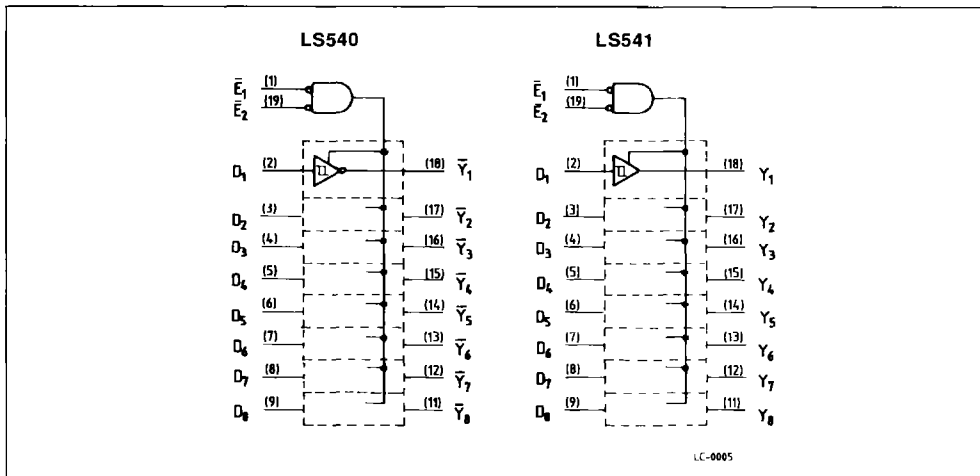 LS540 LS541
Ē₁ (1) Ē₁ (1)
Ē₂ (19) Ē₂ (19)
D₁ (2) (18) Ȳ₁ D₁ (2) (18) Y₁
D₂ (3) (17) Ȳ₂ D₂ (3) (17) Y₂
D₃ (4) (16) Ȳ₃ D₃ (4) (16) Y₃
D₄ (5) (15) Ȳ₄ D₄ (5) (15) Y₄
D₅ (6) (14) Ȳ₅ D₅ (6) (14) Y₅
D₆ (7) (13) Ȳ₆ D₆ (7) (13) Y₆
D₇ (8) (12) Ȳ₇ D₇ (8) (12) Y₇
D₈ (9) (11) Ȳ₈ D₈ (9) (11) Y₈
LC-0005